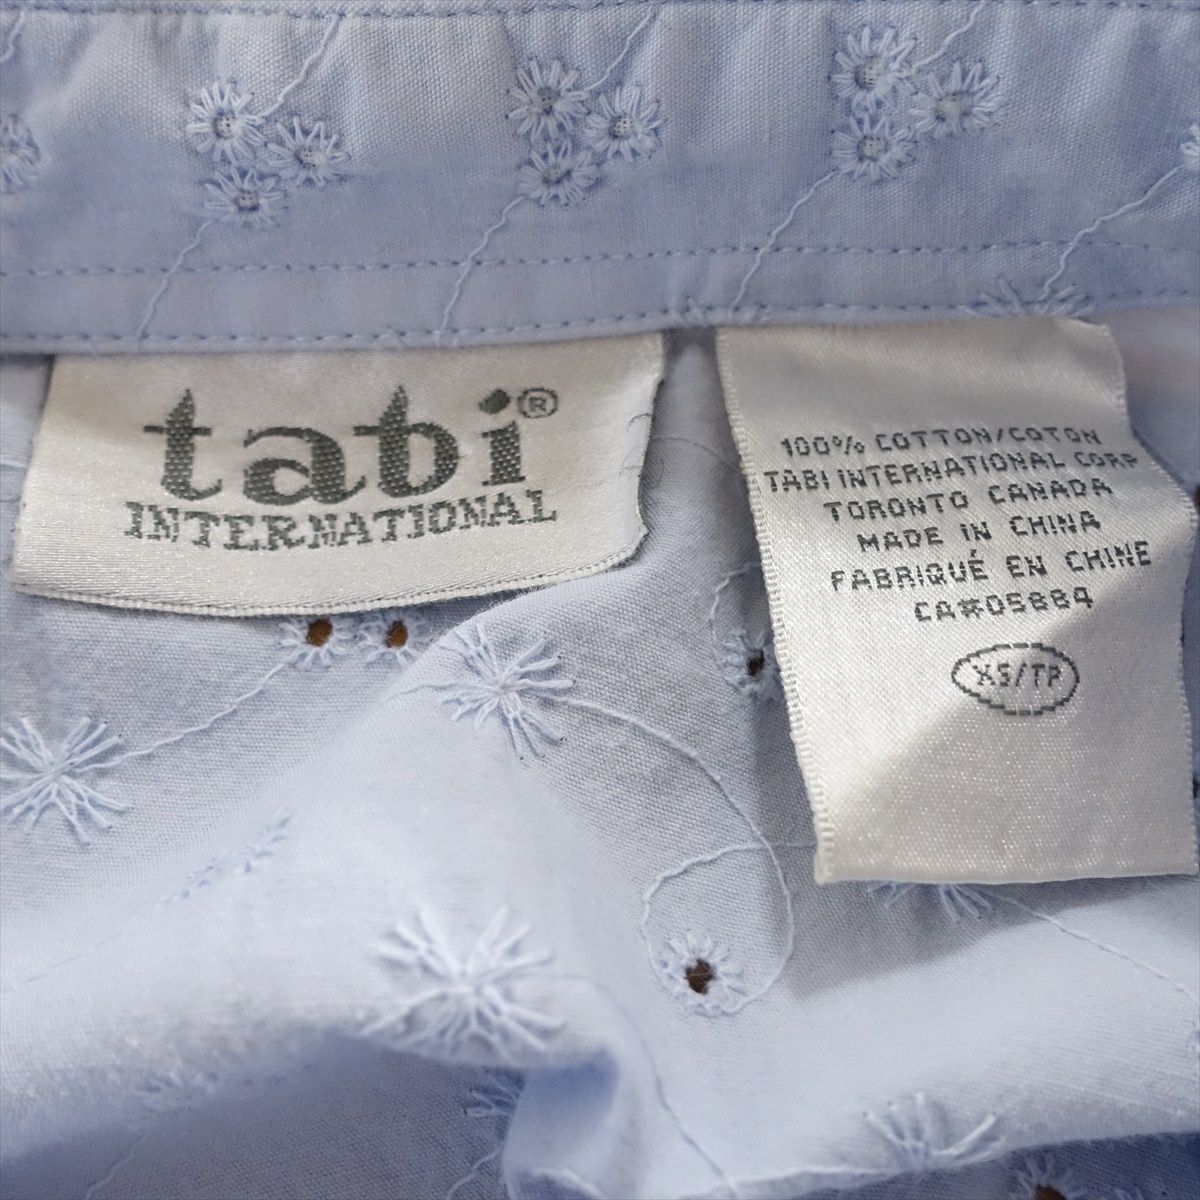 tabi®
INTERNATIONAL
100% COTTON/COTON
TABI INTERNATIONAL CORP
TORONTO CANADA
MADE IN CHINA
FABRIQUÉ EN CHINE
CA#05884
XS/TP